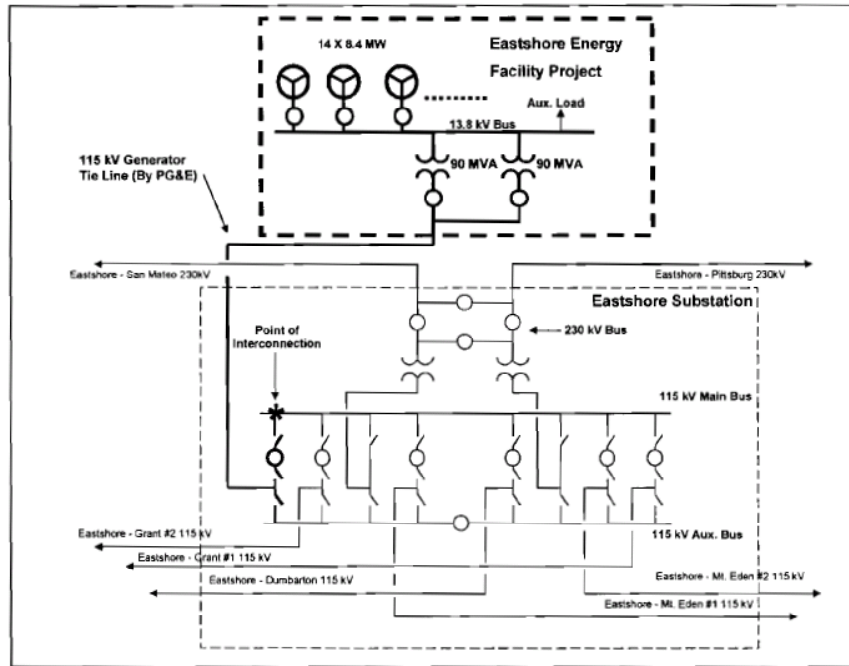 14 X 8.4 MW
Eastshore Energy
Facility Project
Aux. Load
13.8 kV Bus
90 MVA
90 MVA
115 kV Generator
Tie Line (By PG&E)
Eastshore - San Mateo 230kV
Eastshore - Pittsburg 230kV
Eastshore Substation
Point of
Interconnection
230 kV Bus
115 kV Main Bus
115 kV Aux. Bus
Eastshore - Grant #2 115 kV
Eastshore - Grant #1 115 kV
Eastshore - Dumbarton 115 kV
Eastshore - Mt. Eden #2 115 kV
Eastshore - Mt. Eden #1 115 kV